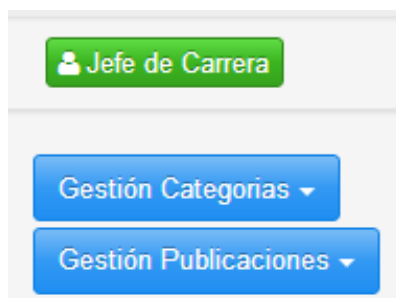 Jefe de Carrera
Gestión Categorias
Gestión Publicaciones